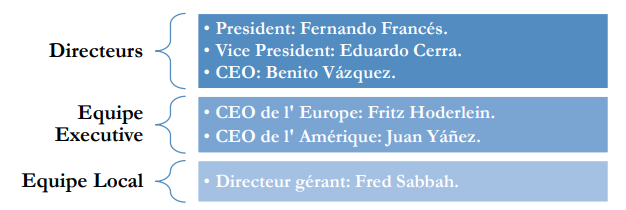 Directeurs
• President: Fernando Francés.
• Vice President: Eduardo Cerra.
• CEO: Benito Vázquez.
Equipe
Executive
• CEO de l' Europe: Fritz Hoderlein.
• CEO de l' Amérique: Juan Yáñez.
Equipe Local
• Directeur gérant: Fred Sabbah.